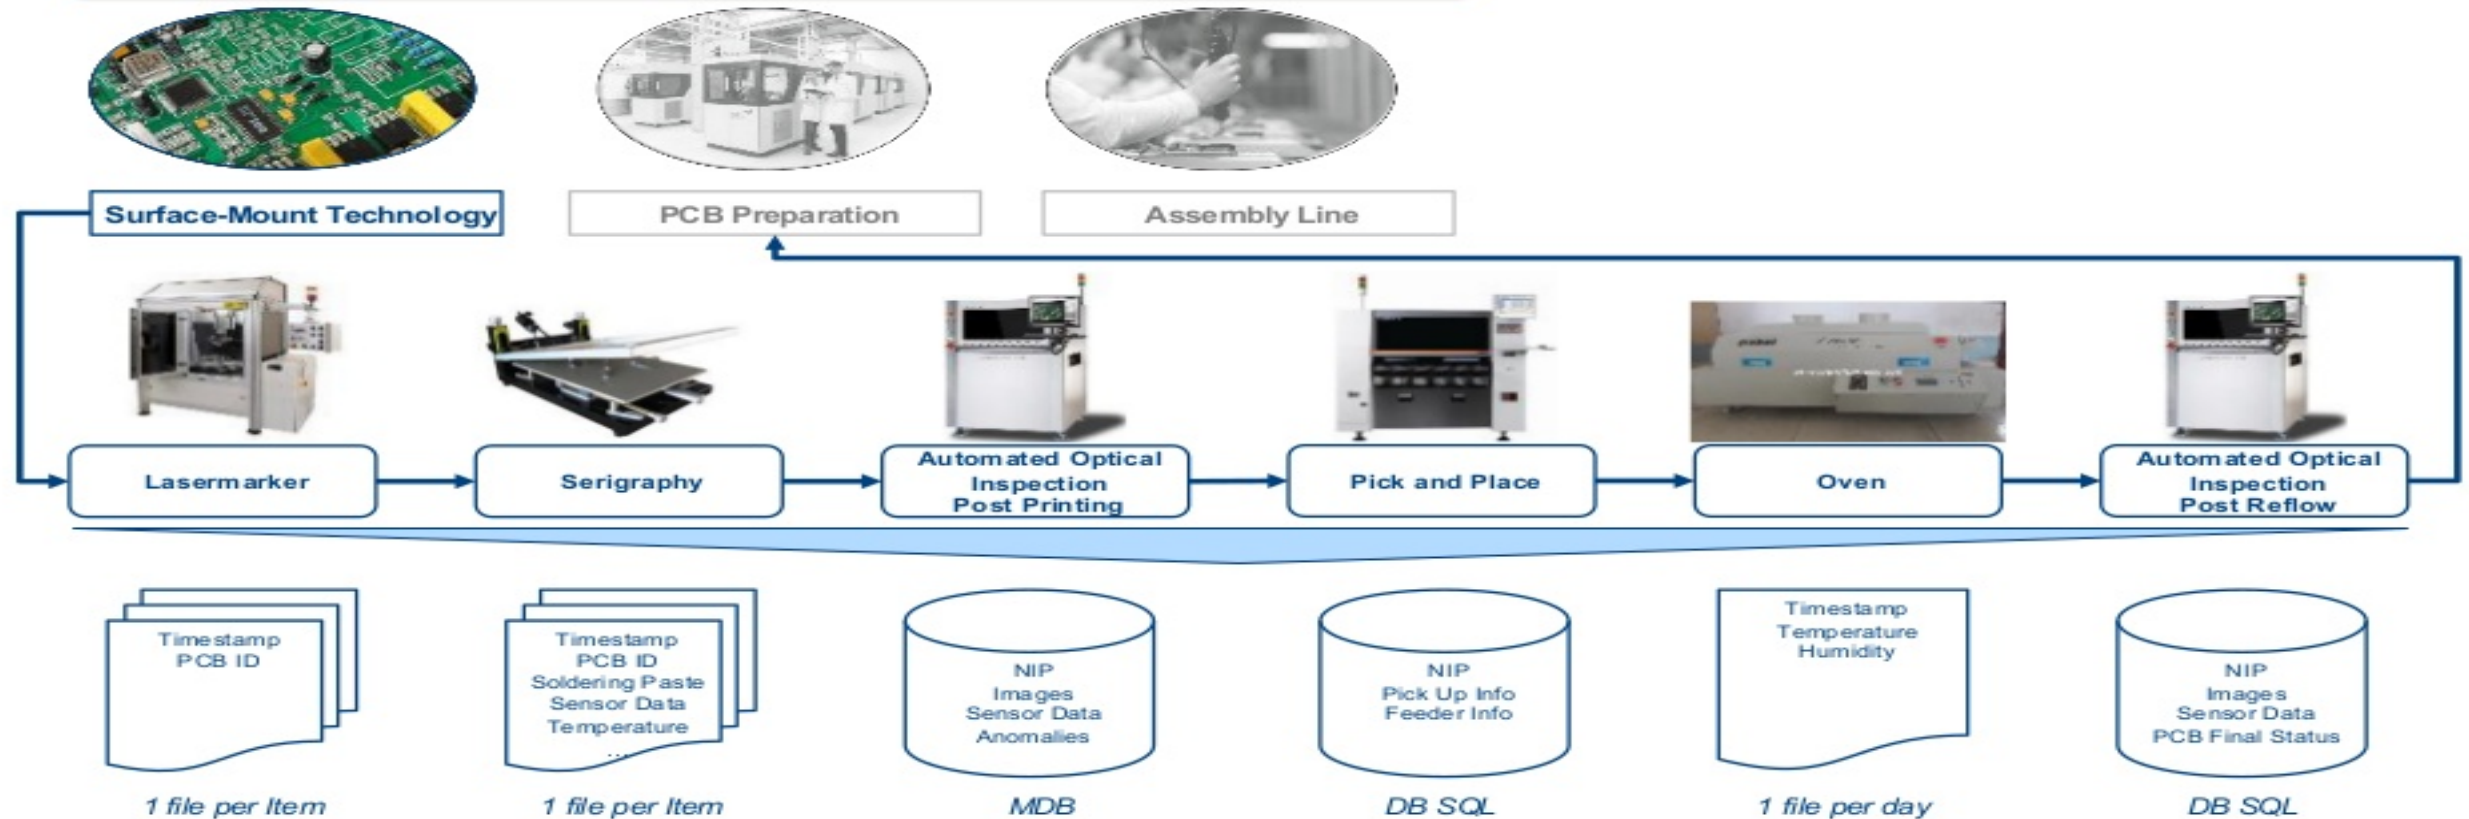 Surface-Mount Technology
PCB Preparation
Assembly Line
Lasermarker
Serigraphy
Automated Optical
Inspection
Post Printing
Pick and Place
Oven
Automated Optical
Inspection
Post Reflow
Timestamp
PCB ID
Timestamp
PCB ID
Soldering Paste
Sensor Data
Temperature
...
NIP
Images
Sensor Data
Anomalies
NIP
Pick Up Info
Feeder Info
Timestamp
Temperature
Humidity
NIP
Images
Sensor Data
PCB Final Status
1 file per Item
1 file per Item
MDB
DB SQL
1 file per day
DB SQL